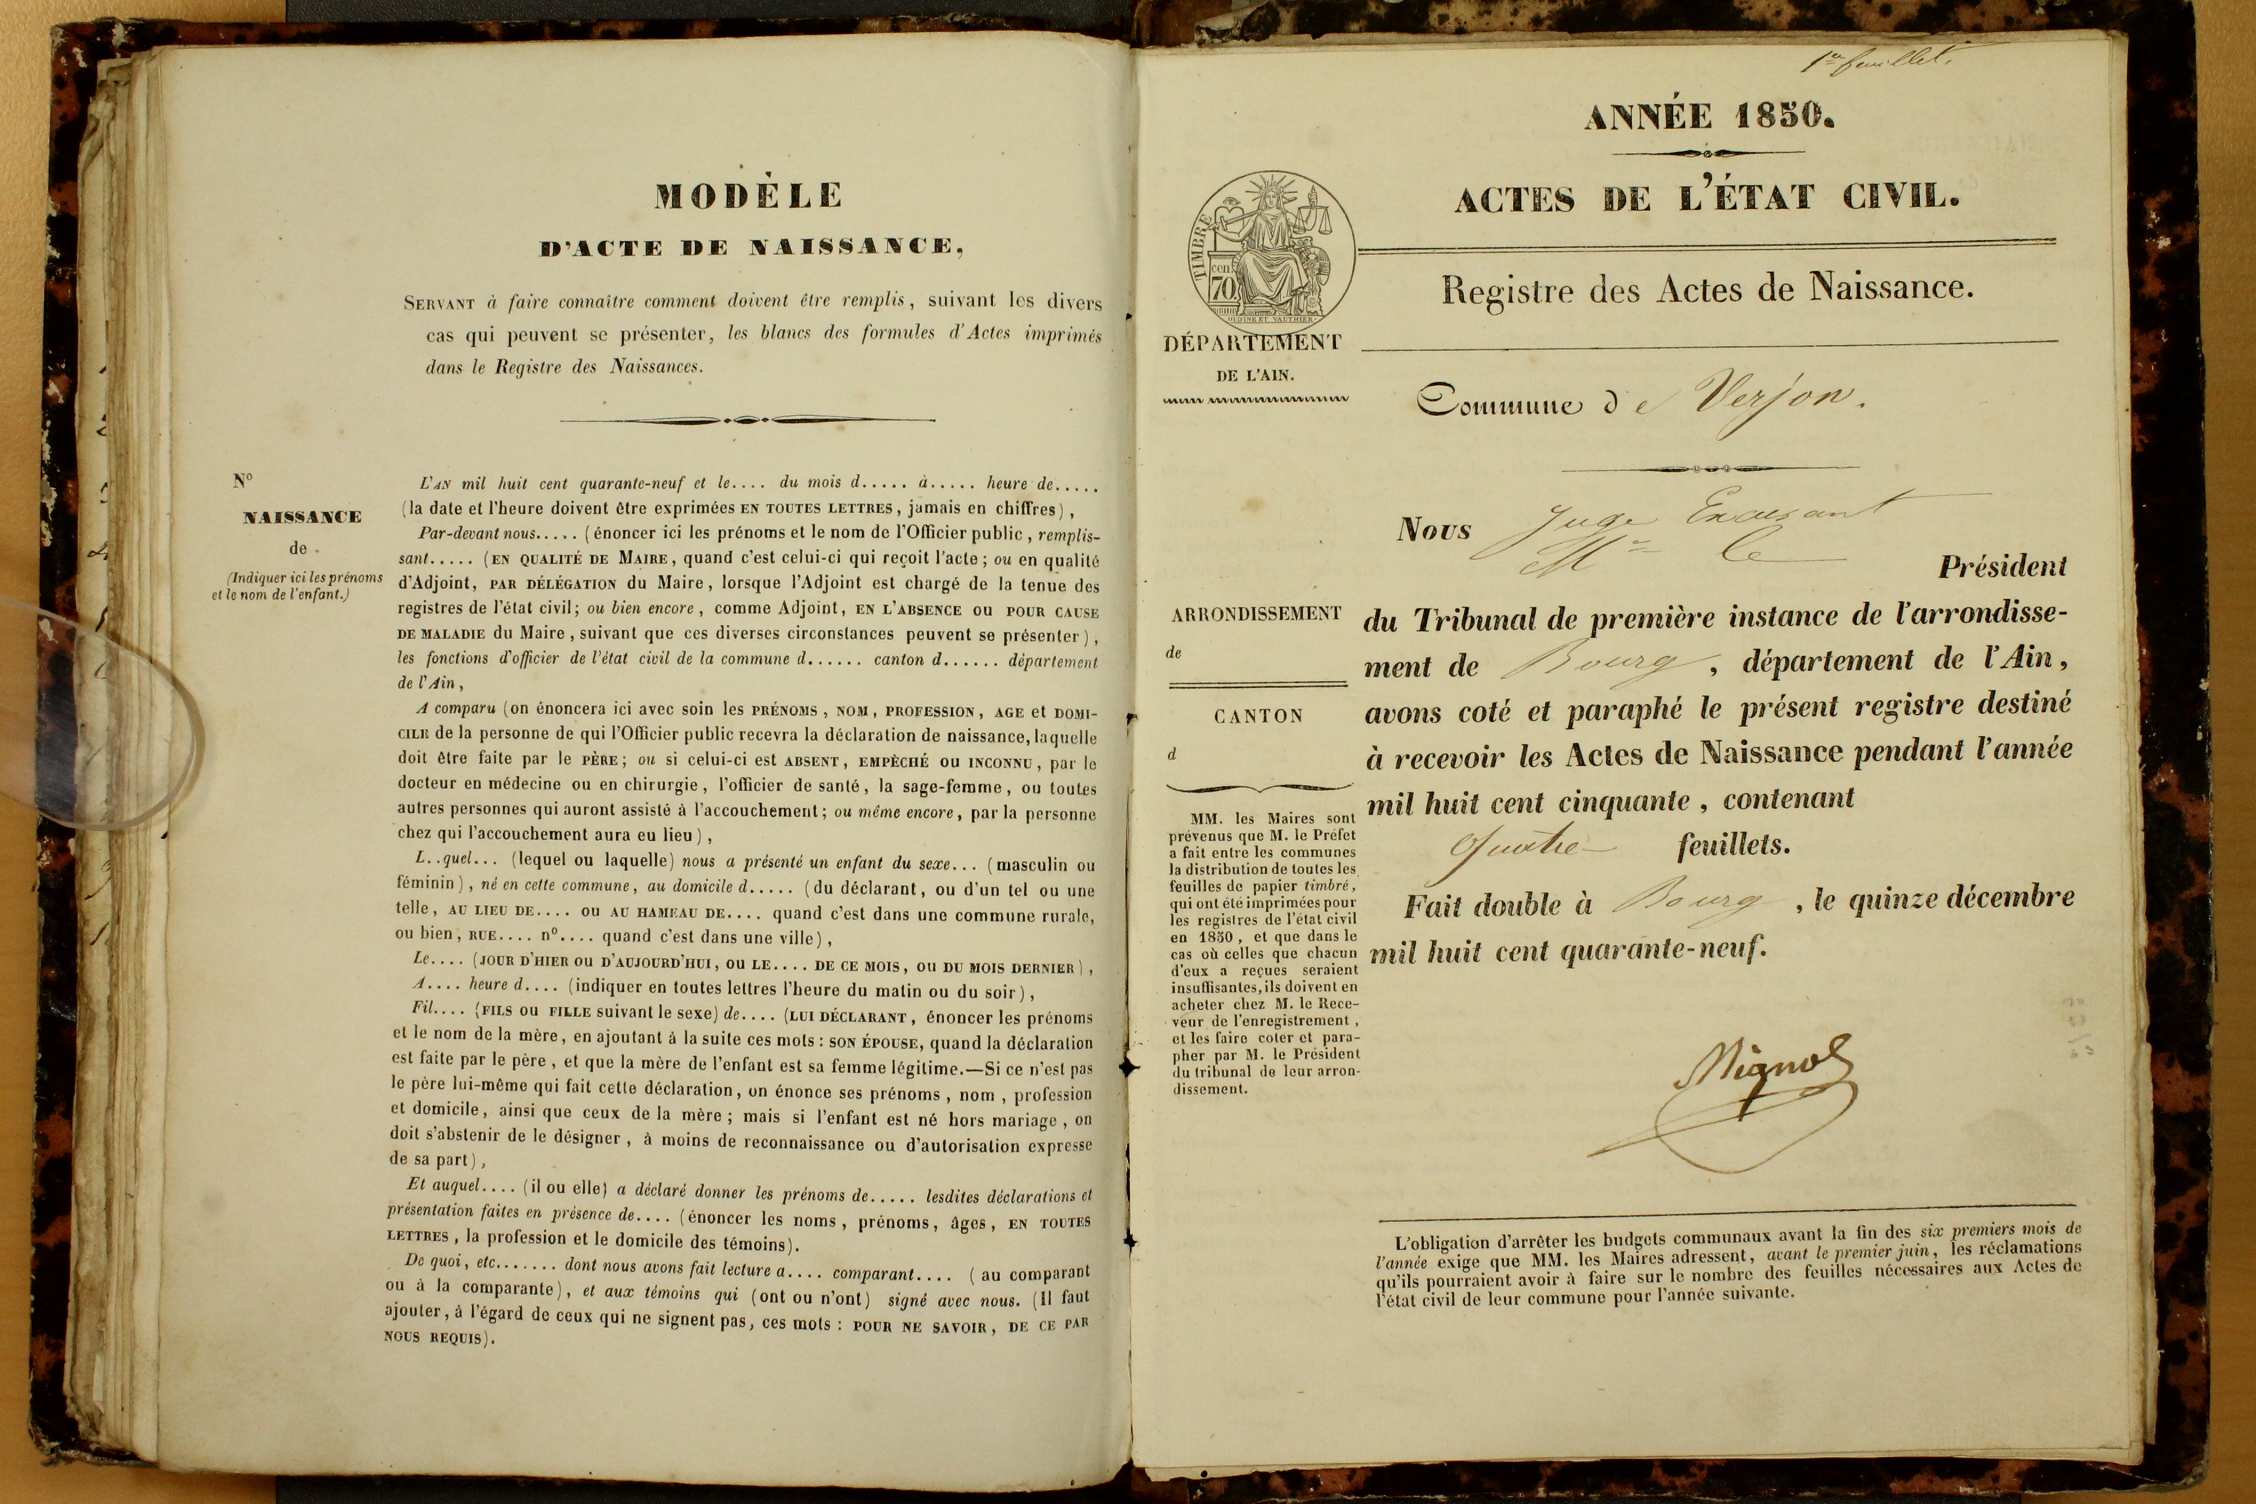 MODÈLE
D'ACTE DE NAISSANCE,
SERVANT à faire connaître comment doivent être remplis, suivant les divers
cas qui peuvent se présenter, les blancs des formules d'Actes imprimés
dans le Registre des Naissances.
N°
NAISSANCE
de
(Indiquer ici les prénoms
et le nom de l'enfant.)
L'AN mil huit cent quarante-neuf et le.... du mois d..... à..... heure de.....
(la date et l'heure doivent être exprimées EN TOUTES LETTRES, jamais en chiffres),
Par-devant nous..... (énoncer ici les prénoms et le nom de l'Officier public, remplis-
sant..... (EN QUALITÉ DE MAIRE, quand c'est celui-ci qui reçoit l'acte; ou en qualité
d'Adjoint, PAR DÉLÉGATION du Maire, lorsque l'Adjoint est chargé de la tenue des
registres de l'état civil; ou bien encore, comme Adjoint, EN L'ABSENCE OU POUR CAUSE
DE MALADIE du Maire, suivant que ces diverses circonstances peuvent se présenter),
les fonctions d'officier de l'état civil de la commune d...... canton d...... département
de l'Ain,
A comparu (on énoncera ici avec soin les PRÉNOMS, NOM, PROFESSION, AGE et DOMI-
CILE de la personne de qui l'Officier public recevra la déclaration de naissance, laquelle
doit être faite par le PÈRE; ou si celui-ci est ABSENT, EMPÊCHÉ OU INCONNU, par le
docteur en médecine ou en chirurgie, l'officier de santé, la sage-femme, ou toutes
autres personnes qui auront assisté à l'accouchement; ou même encore, par la personne
chez qui l'accouchement aura eu lieu),
L..quel... (lequel ou laquelle) nous a présenté un enfant du sexe... (masculin ou
féminin), né en cette commune, au domicile d..... (du déclarant, ou d'un tel ou une
telle, AU LIEU DE.... OU AU HAMEAU DE.... quand c'est dans une commune rurale,
ou bien, RUE.... n°.... quand c'est dans une ville),
Le.... (JOUR D'HIER OU D'AUJOURD'HUI, OU LE.... DE CE MOIS, OU DU MOIS DERNIER),
A.... heure d.... (indiquer en toutes lettres l'heure du matin ou du soir),
Fil.... (FILS OU FILLE suivant le sexe) de.... (LUI DÉCLARANT, énoncer les prénoms
et le nom de la mère, en ajoutant à la suite ces mots: SON ÉPOUSE, quand la déclaration
est faite par le père, et que la mère de l'enfant est sa femme légitime.—Si ce n'est pas
le père lui-même qui fait cette déclaration, on énonce ses prénoms, nom, profession
et domicile, ainsi que ceux de la mère; mais si l'enfant est né hors mariage, on
doit s'abstenir de le désigner, à moins de reconnaissance ou d'autorisation expresse
de sa part),
Et auquel.... (il ou elle) a déclaré donner les prénoms de..... lesdites déclarations et
présentation faites en présence de.... (énoncer les noms, prénoms, âges, EN TOUTES
LETTRES, la profession et le domicile des témoins).
De quoi, etc....... dont nous avons fait lecture a.... comparant.... (au comparant
ou à la comparante), et aux témoins qui (ont ou n'ont) signé avec nous. (Il faut
ajouter, à l'égard de ceux qui ne signent pas, ces mots: POUR NE SAVOIR, DE CE PAR
NOUS REQUIS).
1er feuillet.
ANNÉE 1850.
ACTES DE L'ÉTAT CIVIL.
TIMBRE
cen
70
OUDINÉ ET VAUTHIER
Registre des Actes de Naissance.
DÉPARTEMENT
DE L'AIN.
Commune de Verjon.
Nous Juge Excusant
Mr le
Président
du Tribunal de première instance de l'arrondisse-
ment de Bourg, département de l'Ain,
avons coté et paraphé le présent registre destiné
à recevoir les Actes de Naissance pendant l'année
mil huit cent cinquante, contenant
Quatre feuillets.
Fait double à Bourg, le quinze décembre
mil huit cent quarante-neuf.
ARRONDISSEMENT
de
CANTON
d
MM. les Maires sont
prévenus que M. le Préfet
a fait entre les communes
la distribution de toutes les
feuilles de papier timbré,
qui ont été imprimées pour
les registres de l'état civil
en 1850, et que dans le
cas où celles que chacun
d'eux a reçues seraient
insuffisantes, ils doivent en
acheter chez M. le Rece-
veur de l'enregistrement,
et les faire coter et para-
pher par M. le Président
du tribunal de leur arron-
dissement.
L'obligation d'arrêter les budgets communaux avant la fin des six premiers mois de
l'année exige que MM. les Maires adressent, avant le premier juin, les réclamations
qu'ils pourraient avoir à faire sur le nombre des feuilles nécessaires aux Actes de
l'état civil de leur commune pour l'année suivante.